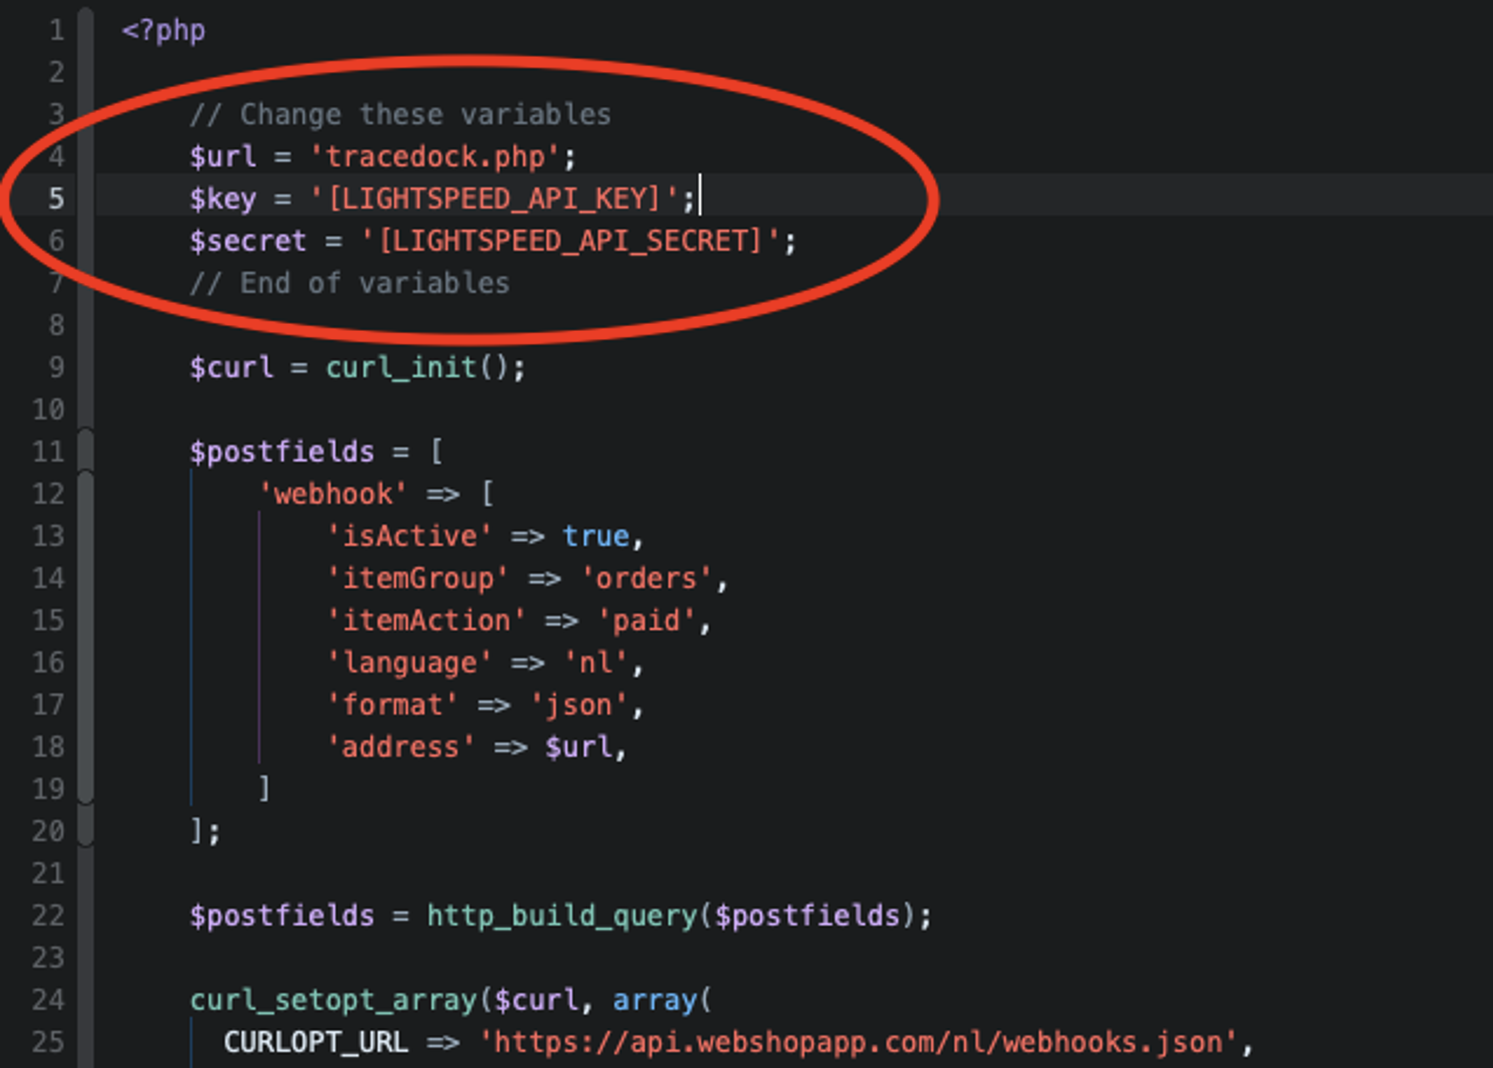 1 <?php
2
3 // Change these variables
4 $url = 'tracedock.php';
5 $key = '[LIGHTSPEED_API_KEY]';
6 $secret = '[LIGHTSPEED_API_SECRET]';
7 // End of variables
8
9 $curl = curl_init();
10
11 $postfields = [
12 'webhook' => [
13 'isActive' => true,
14 'itemGroup' => 'orders',
15 'itemAction' => 'paid',
16 'language' => 'nl',
17 'format' => 'json',
18 'address' => $url,
19 ]
20 ];
21
22 $postfields = http_build_query($postfields);
23
24 curl_setopt_array($curl, array(
25 CURLOPT_URL => 'https://api.webshopapp.com/nl/webhooks.json',